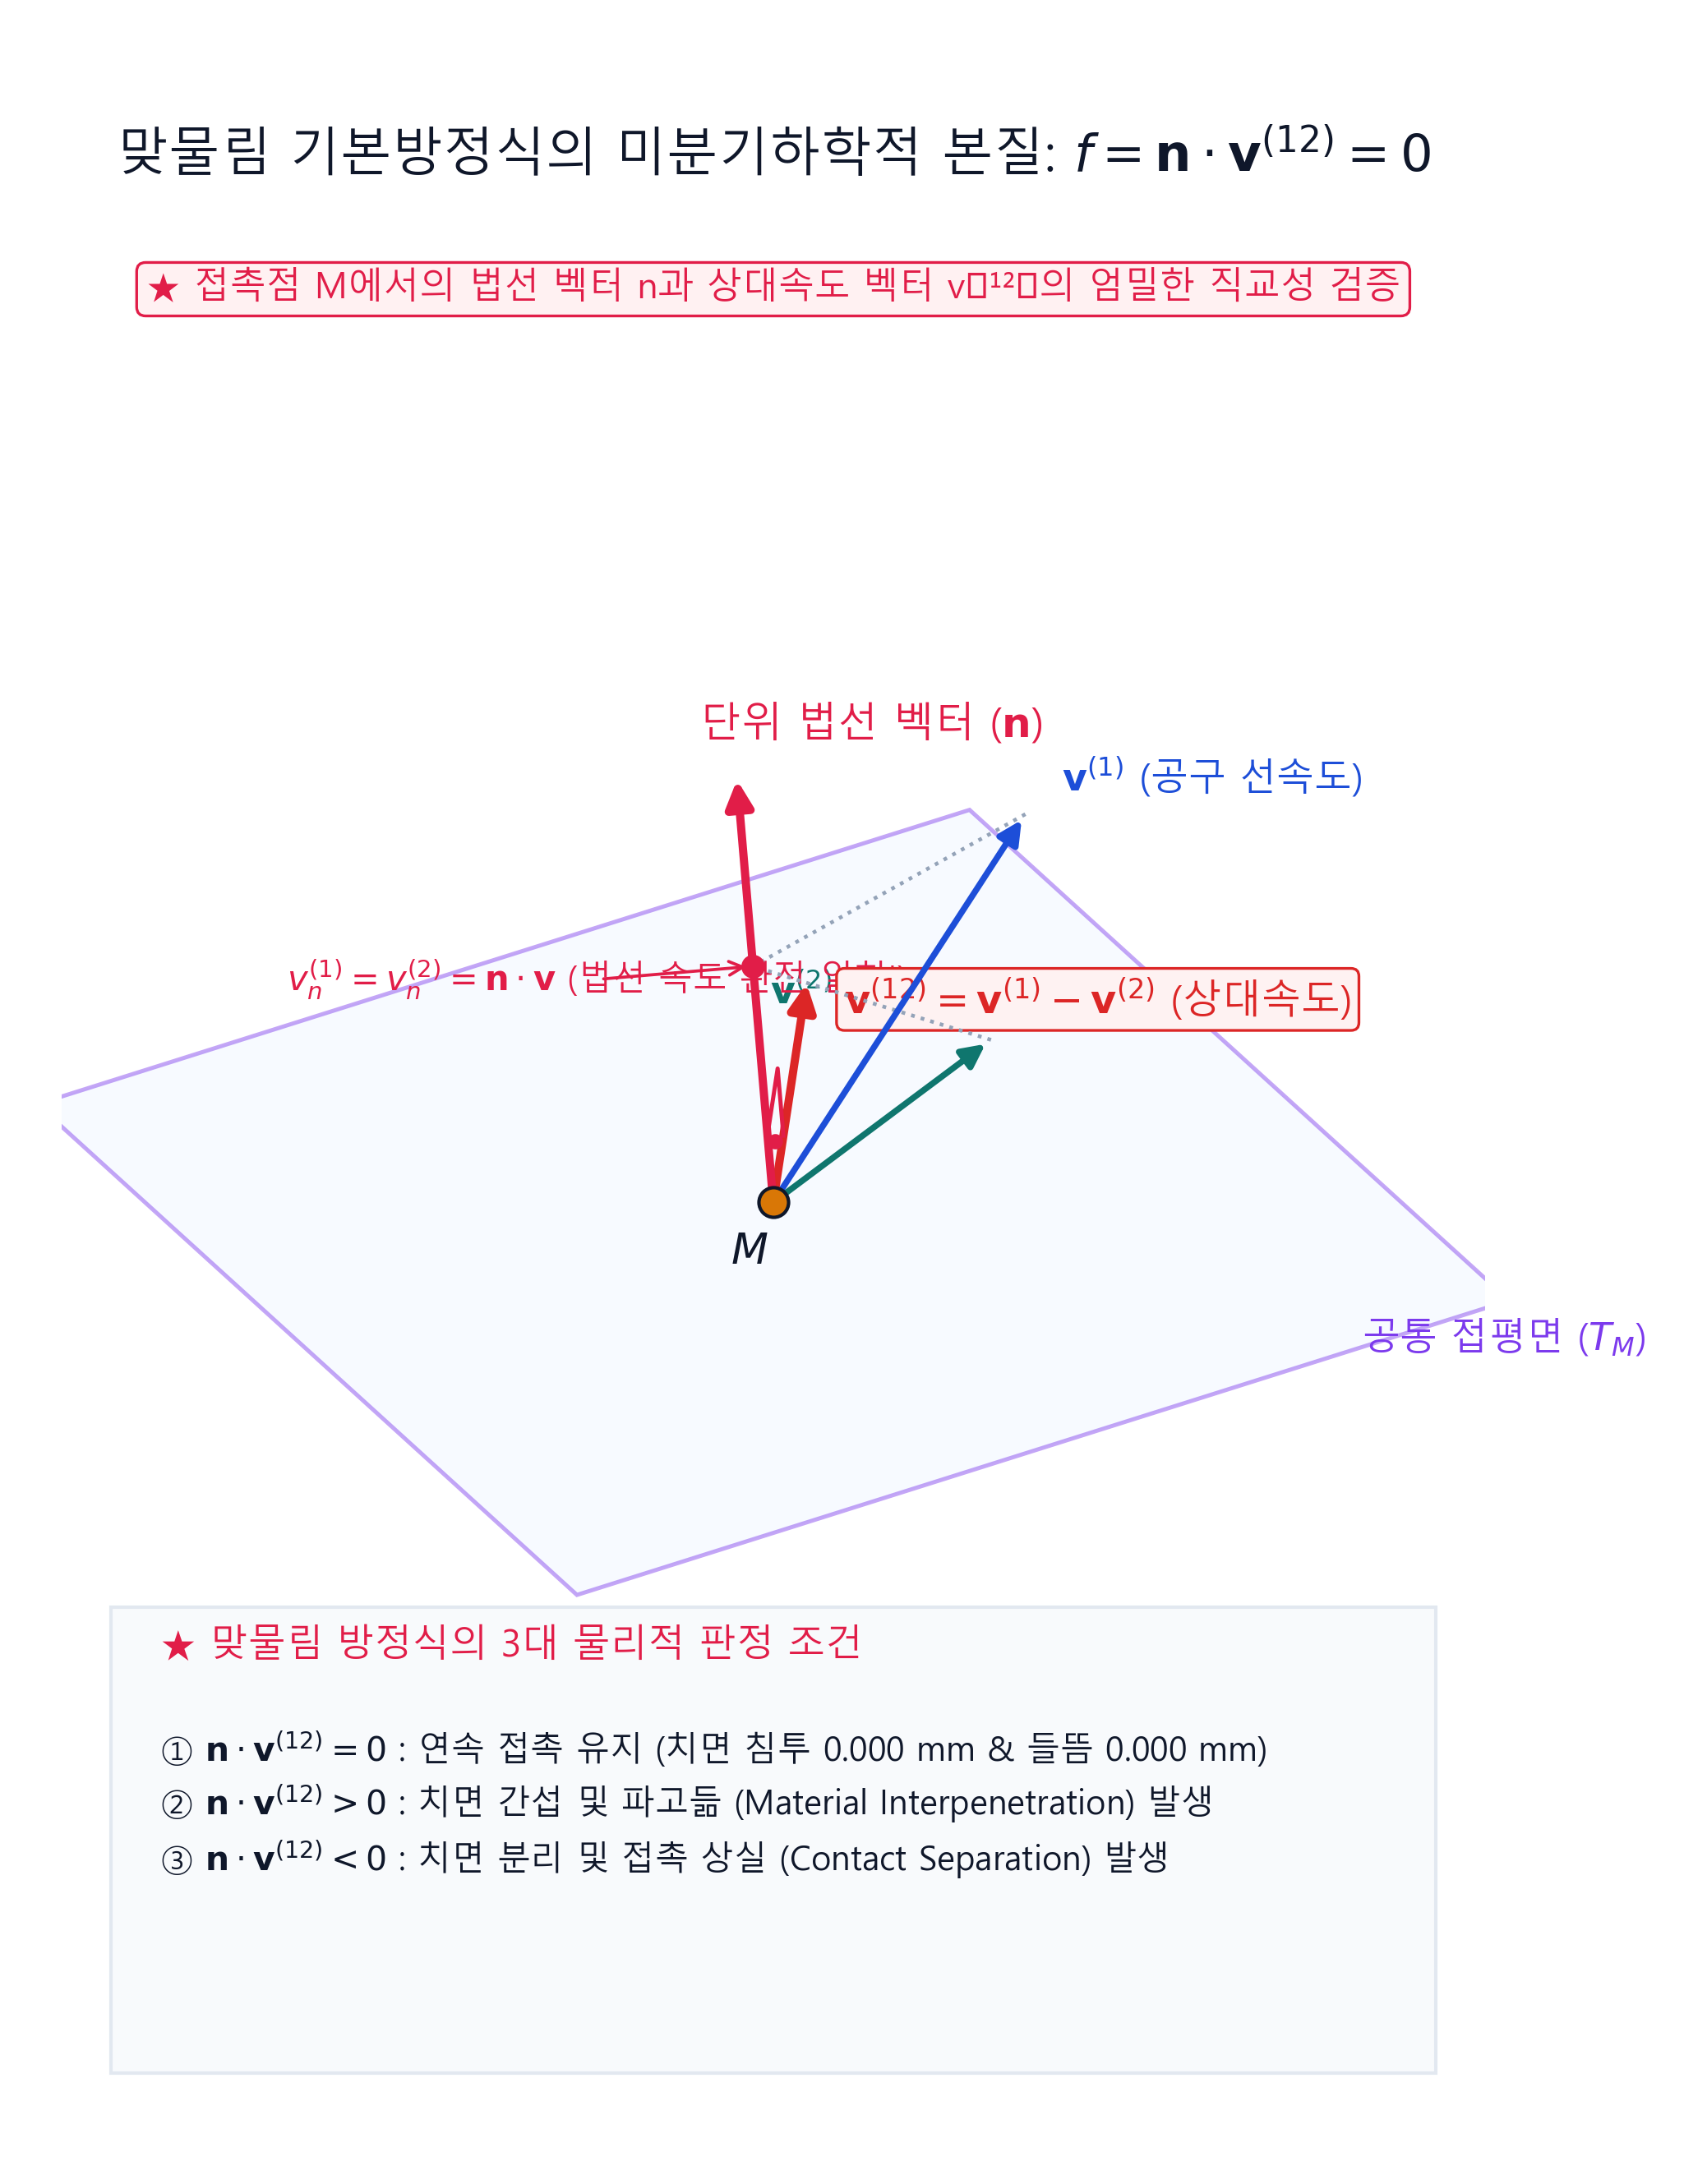 맞물림 기본방정식의 미분기하학적 본질: f = n · v⁽¹²⁾ = 0
★ 접촉점 M에서의 법선 벡터 n과 상대속도 벡터 v□¹²□의 엄밀한 직교성 검증
단위 법선 벡터 (n)
v⁽¹⁾ (공구 선속도)
vₙ⁽¹⁾ = vₙ⁽²⁾ = n · v (법선 속도 완전
v⁽²⁾
v⁽¹²⁾ = v⁽¹⁾ − v⁽²⁾ (상대속도)
M
공통 접평면 (T_M)
★ 맞물림 방정식의 3대 물리적 판정 조건
① n · v⁽¹²⁾ = 0 : 연속 접촉 유지 (치면 침투 0.000 mm & 들뜸 0.000 mm)
② n · v⁽¹²⁾ > 0 : 치면 간섭 및 파고듦 (Material Interpenetration) 발생
③ n · v⁽¹²⁾ < 0 : 치면 분리 및 접촉 상실 (Contact Separation) 발생